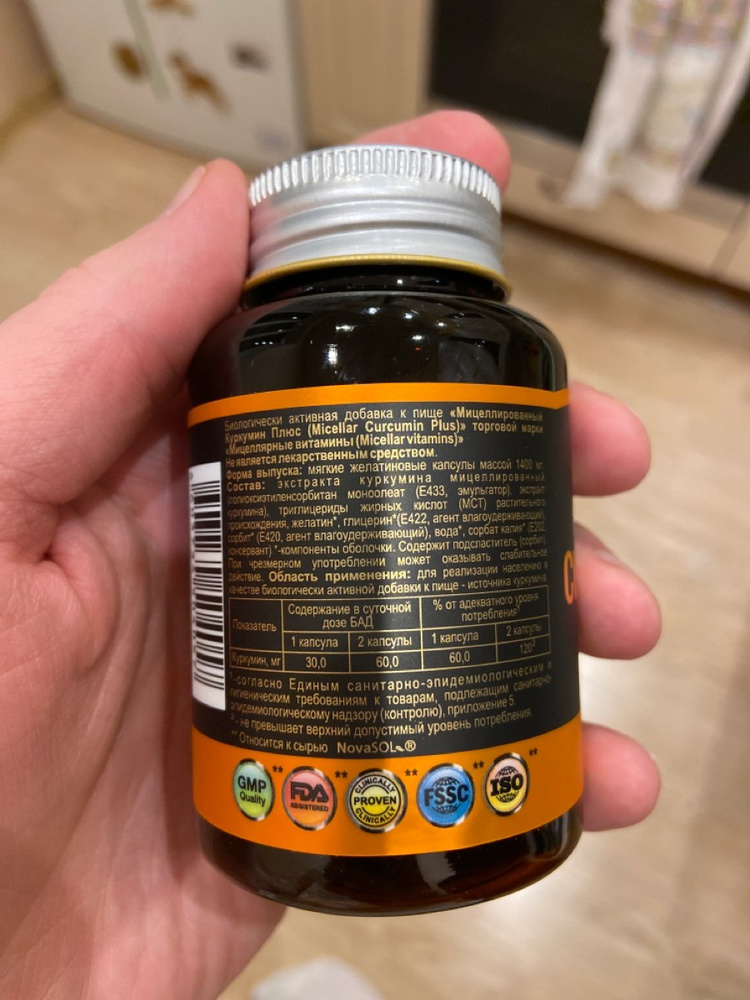 Биологически активная добавка к пище «Мицеллированный
Куркумин Плюс (Micellar Curcumin Plus)» торговой марки
«Мицеллярные витамины (Micellar vitamins)»
Не является лекарственным средством.
Форма выпуска: мягкие желатиновые капсулы массой 1400 мг.
Состав: экстракта куркумина мицеллированный
(полиоксиэтиленсорбитан моноолеат (E433, эмульгатор), экстракт
куркумина), триглицериды жирных кислот (МСТ) растительного
происхождения, желатин*, глицерин*(E422, агент влагоудерживающий),
сорбит* (E420, агент влагоудерживающий), вода*, сорбат калия* (E202,
консервант) *-компоненты оболочки. Содержит подсластитель (сорбит).
При чрезмерном употреблении может оказывать слабительное
действие. Область применения: для реализации населению в
качестве биологически активной добавки к пище - источника куркумина.
Показатель Содержание в суточной дозе БАД % от адекватного уровня потребления¹
1 капсула 2 капсулы 1 капсула 2 капсулы
Куркумин, мг 30,0 60,0 60,0 120²
¹-согласно Единым санитарно-эпидемиологическим и
гигиеническим требованиям к товарам, подлежащим санитарно-
эпидемиологическому надзору (контролю), приложение 5.
²- не превышает верхний допустимый уровень потребления.
** Относится к сырью NovaSOL®
GMP Quality **
FDA REGISTERED **
CLINICALLY PROVEN CLINICALLY **
FSSC **
ISO **